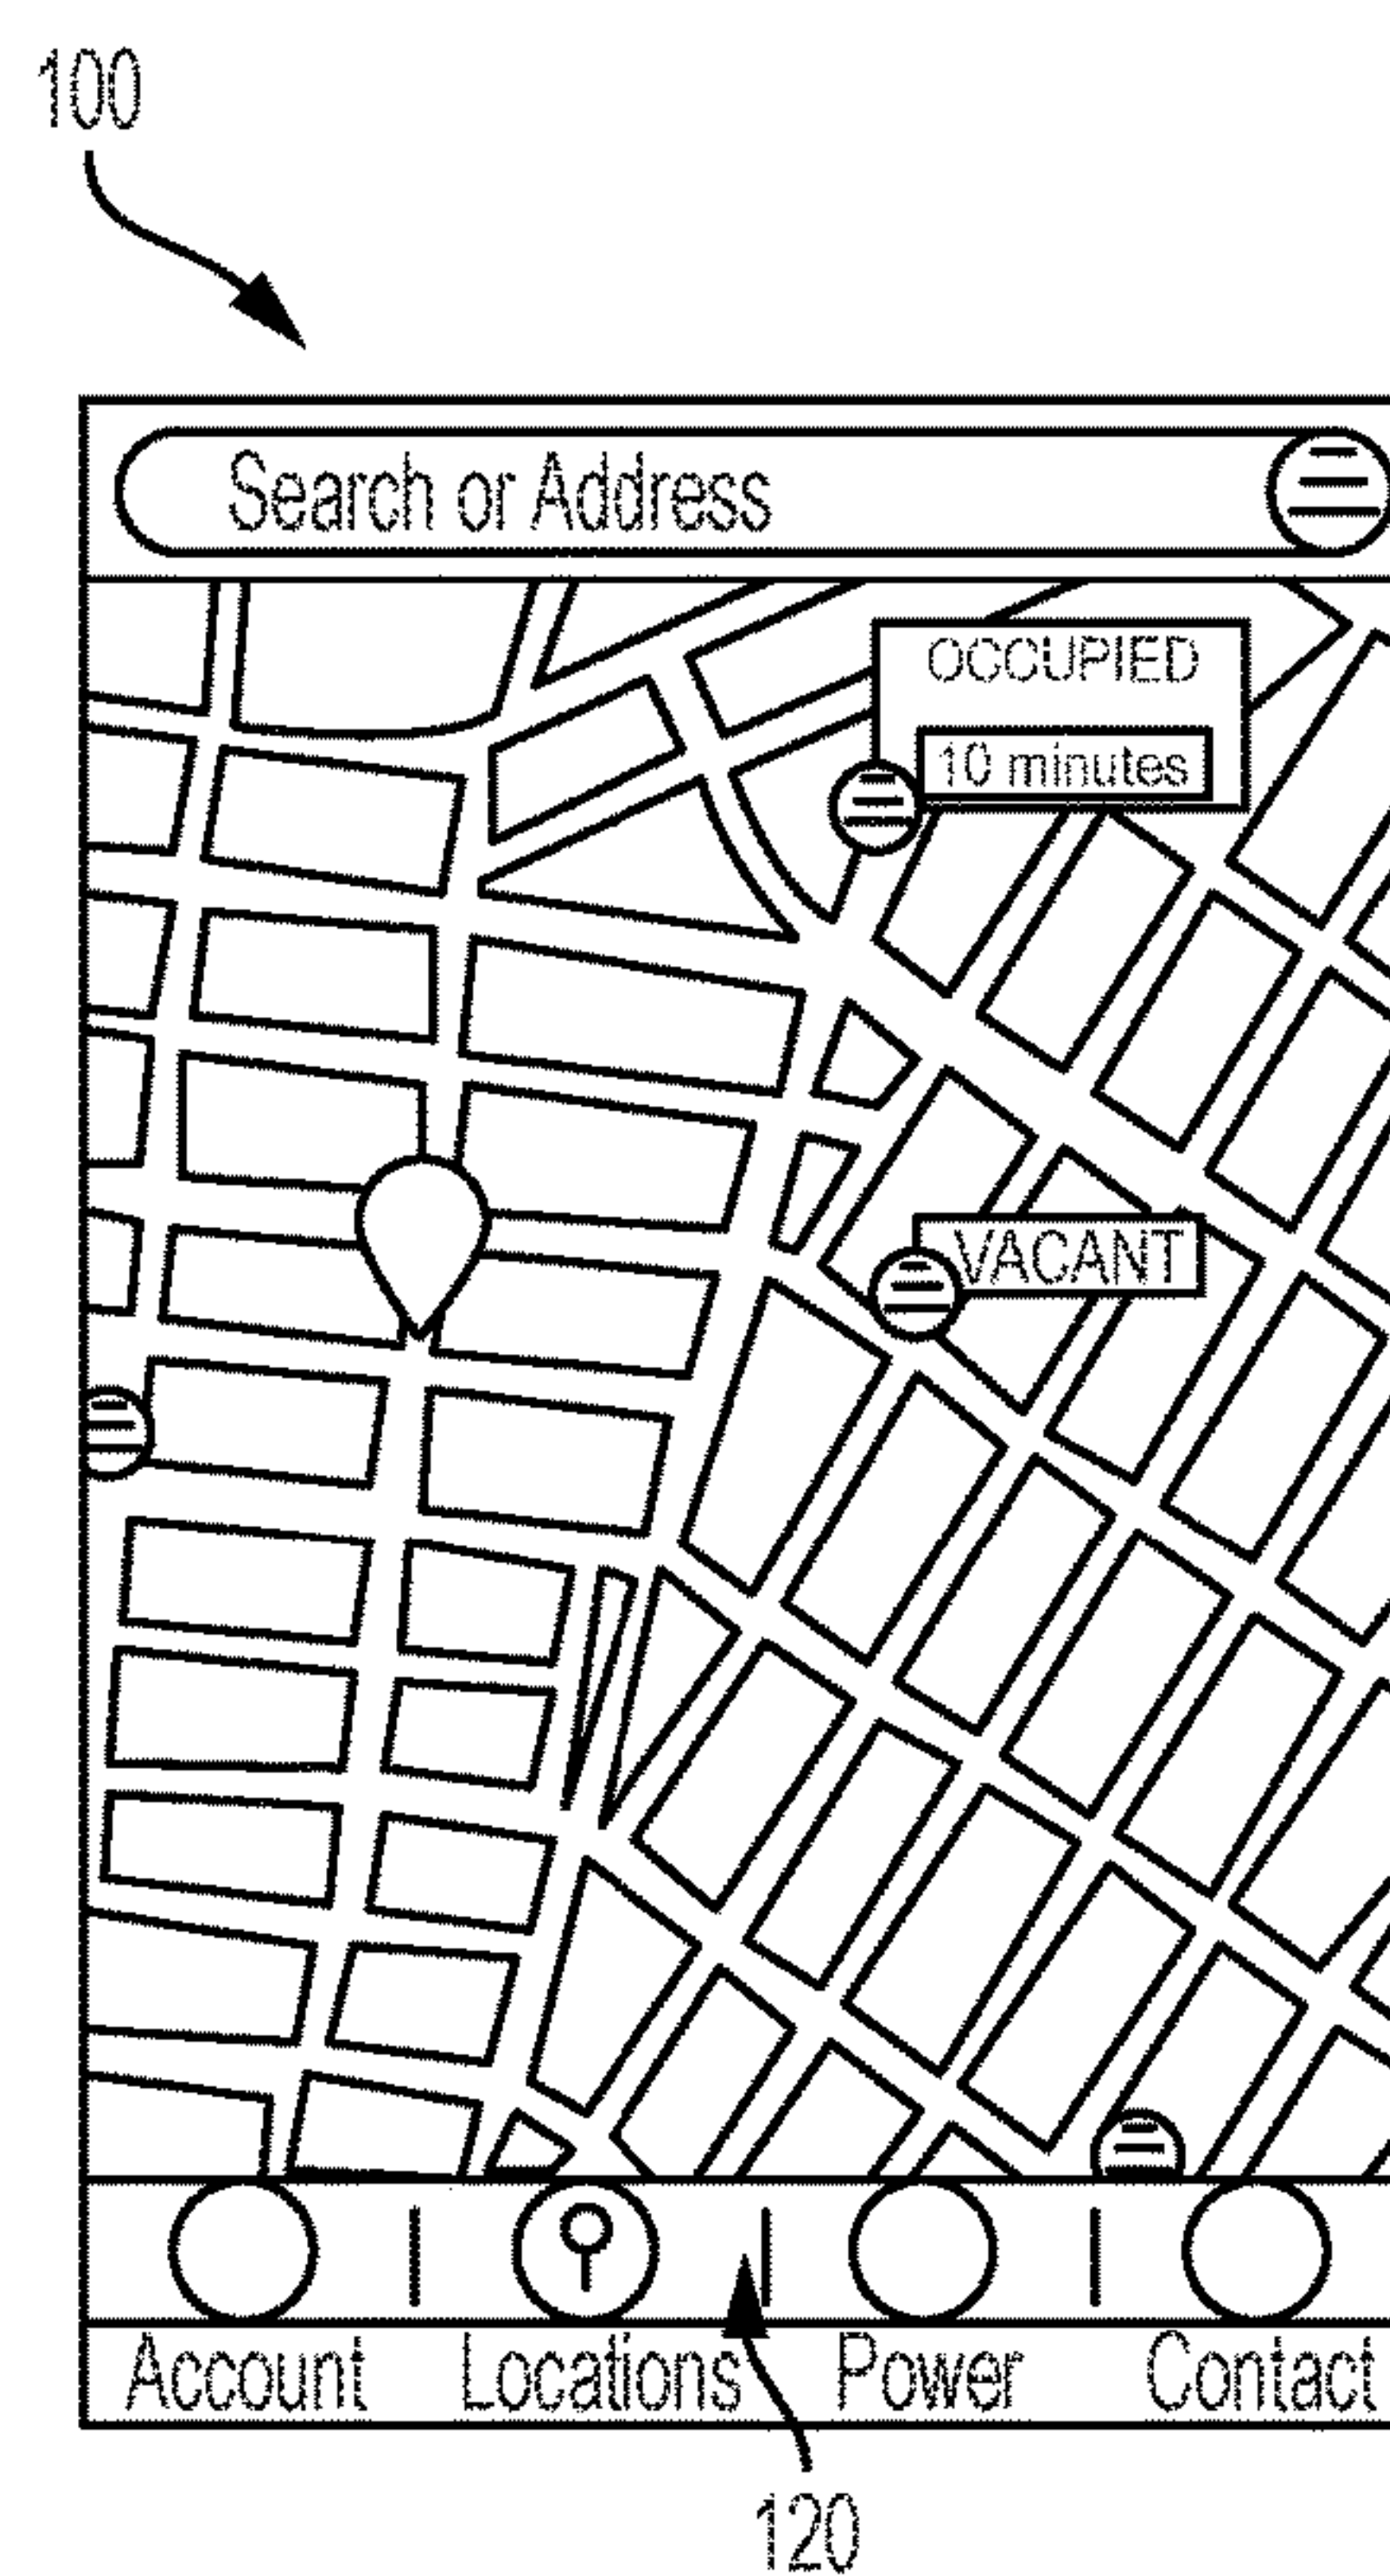 100
Search or Address
OCCUPIED
10 minutes
VACANT
Account Locations Power Contact
120